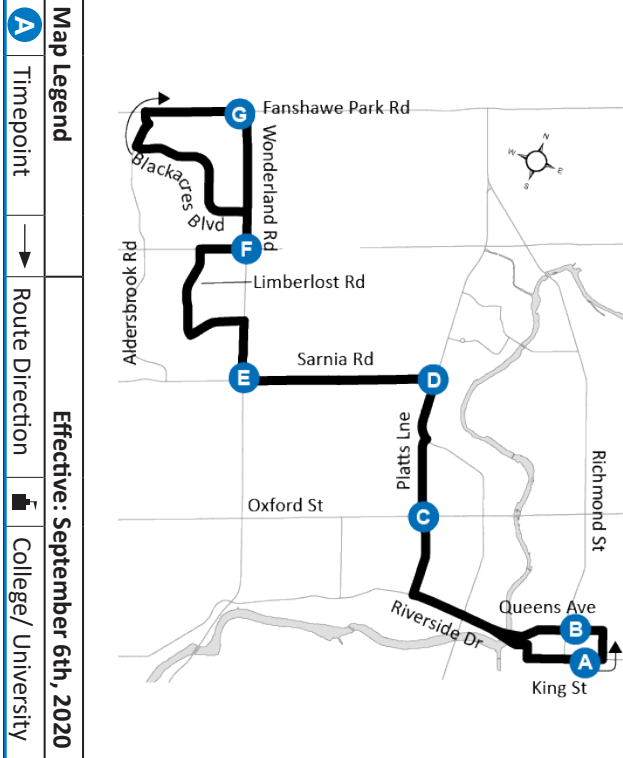 Map Legend
Effective: September 6th, 2020
A
Timepoint
Route Direction
College/ University
Fanshawe Park Rd
G
Wonderland Rd
N
W
E
S
Blackacres Blvd
F
Limberlost Rd
Aldersbrook Rd
Sarnia Rd
E
D
Platts Lne
Richmond St
Oxford St
C
Riverside Dr
Queens Ave
B
A
King St